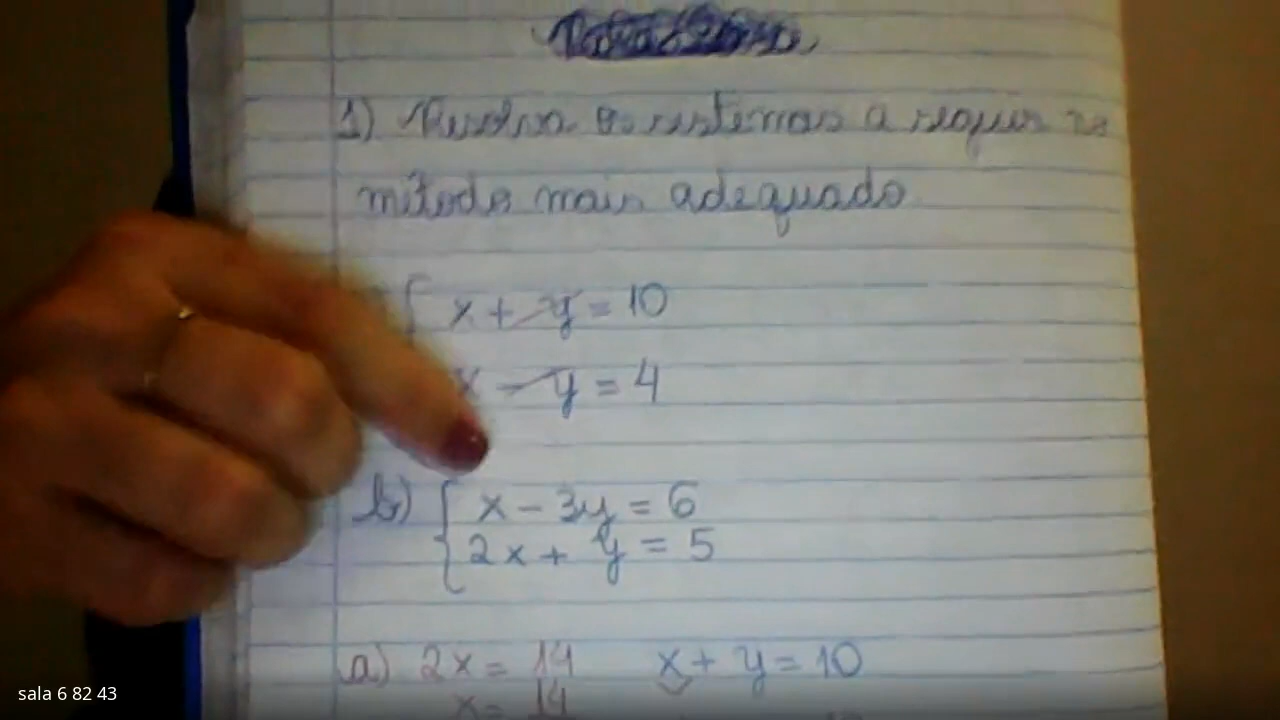 1) Resolva os sistemas a seguir
método mais adequado
x + y = 10
x - y = 4
b) x - 3y = 6
2x + y = 5
a) 2x = 14 x + y = 10
x = 14
sala 6 82 43